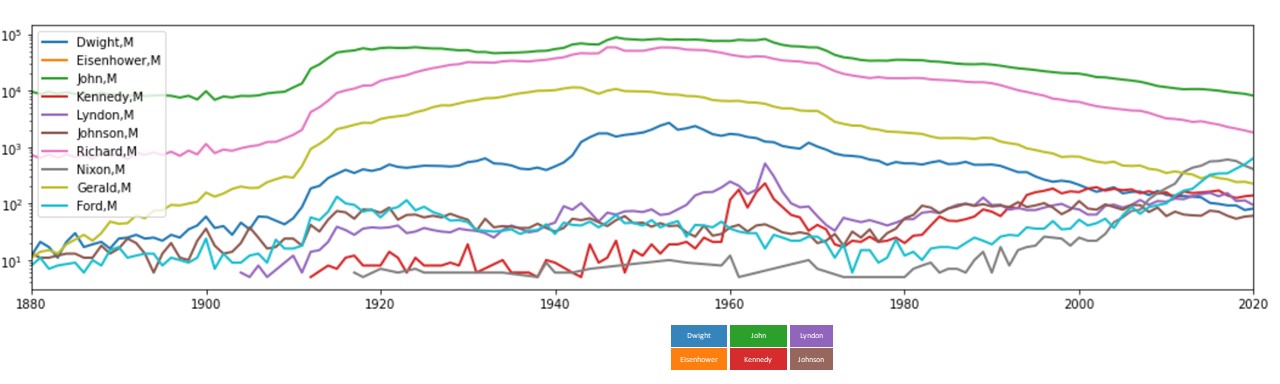 10⁵
10⁴
10³
10²
10¹
Dwight,M
Eisenhower,M
John,M
Kennedy,M
Lyndon,M
Johnson,M
Richard,M
Nixon,M
Gerald,M
Ford,M
1880 1900 1920 1940 1960 1980 2000 2020
Dwight John Lyndon
Eisenhower Kennedy Johnson